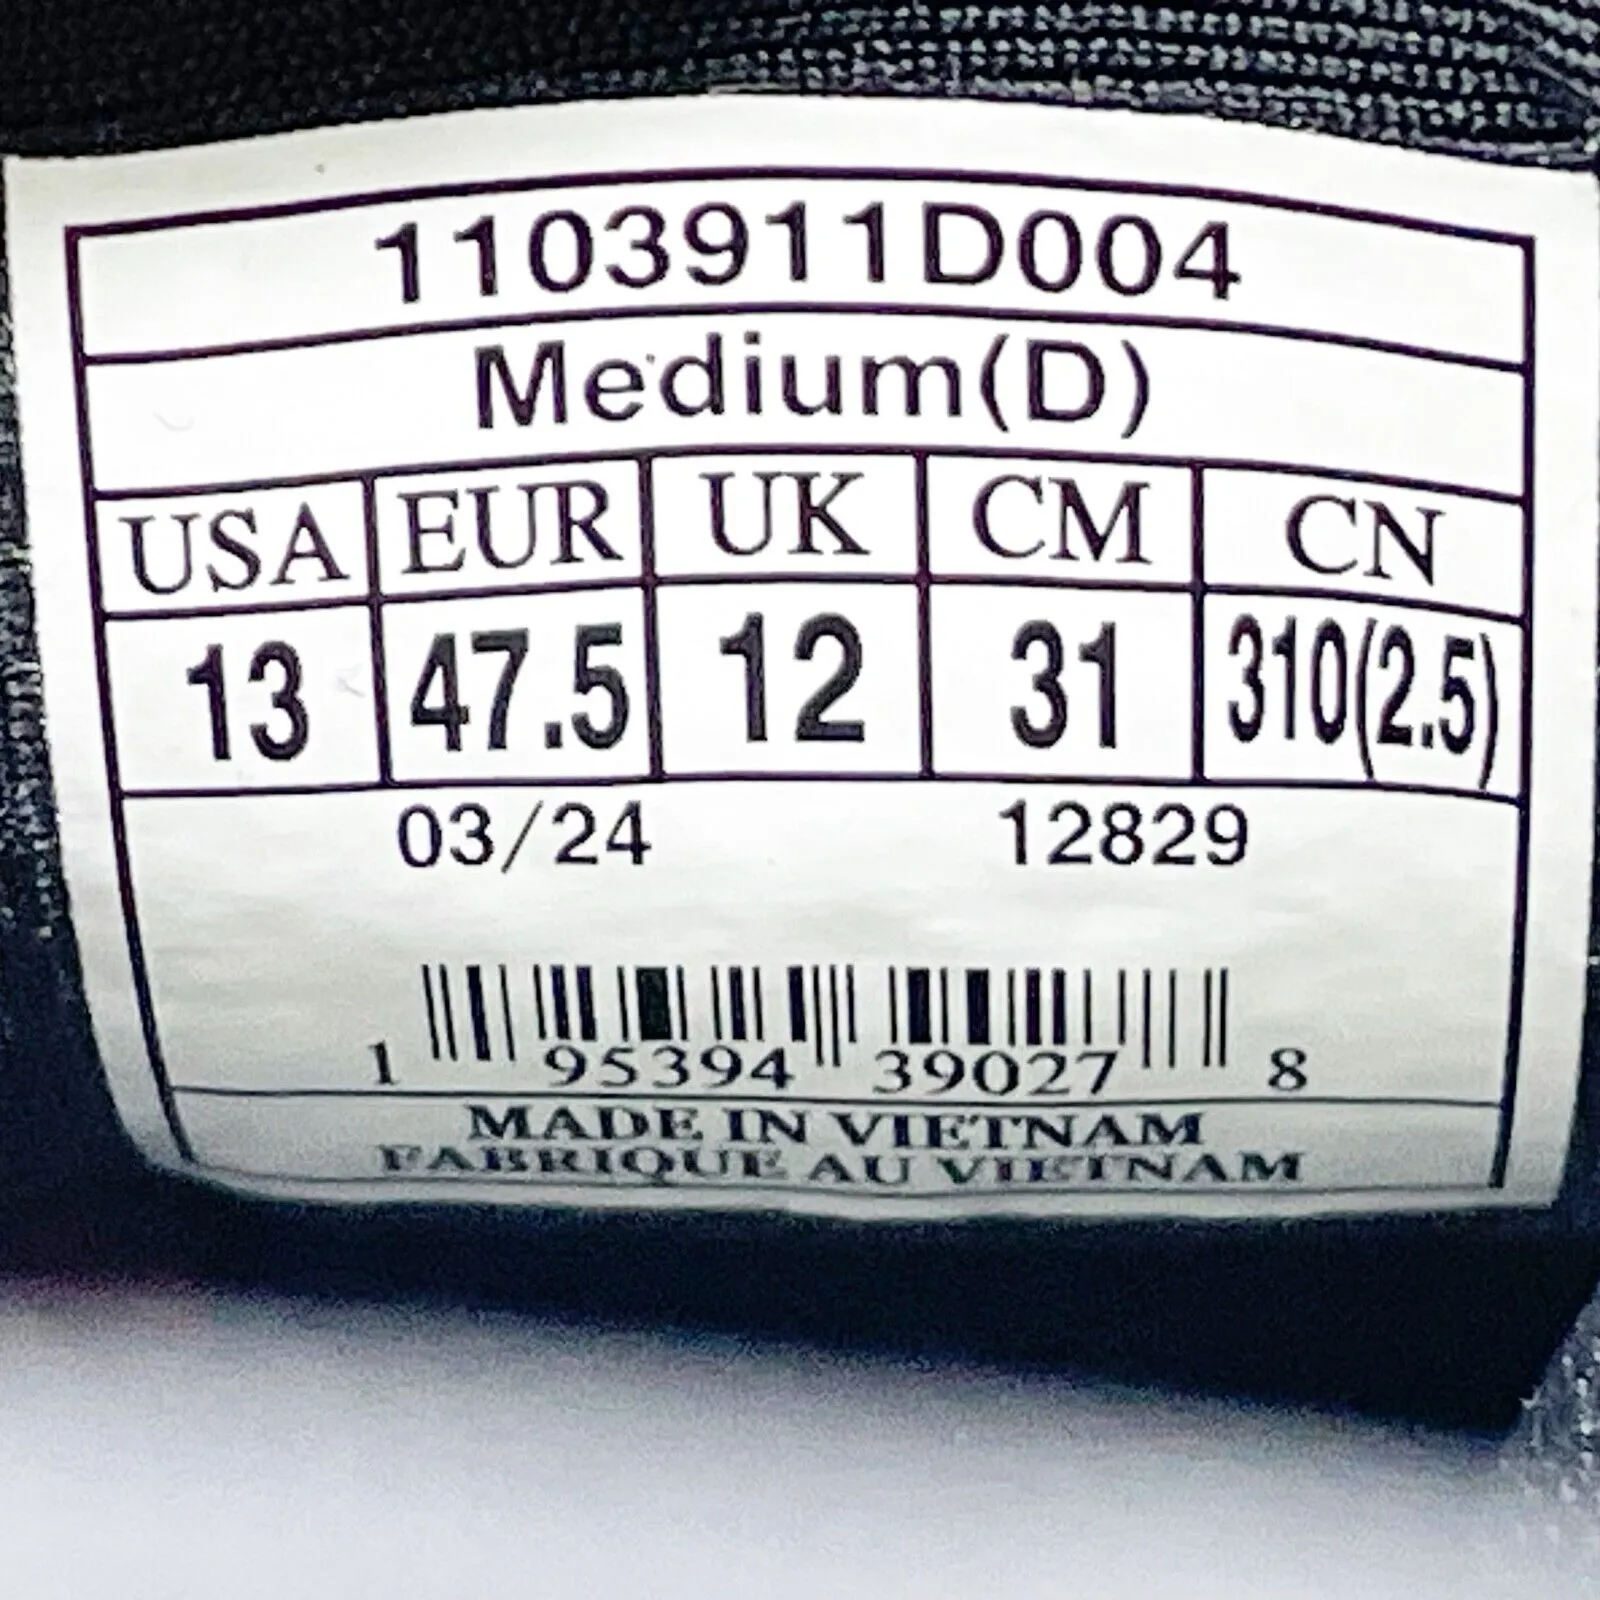 1103911D004
Medium(D)
USA EUR UK CM CN
13 47.5 12 31 310(2.5)
03/24 12829
1 95394 39027 8
MADE IN VIETNAM
FABRIQUE AU VIETNAM